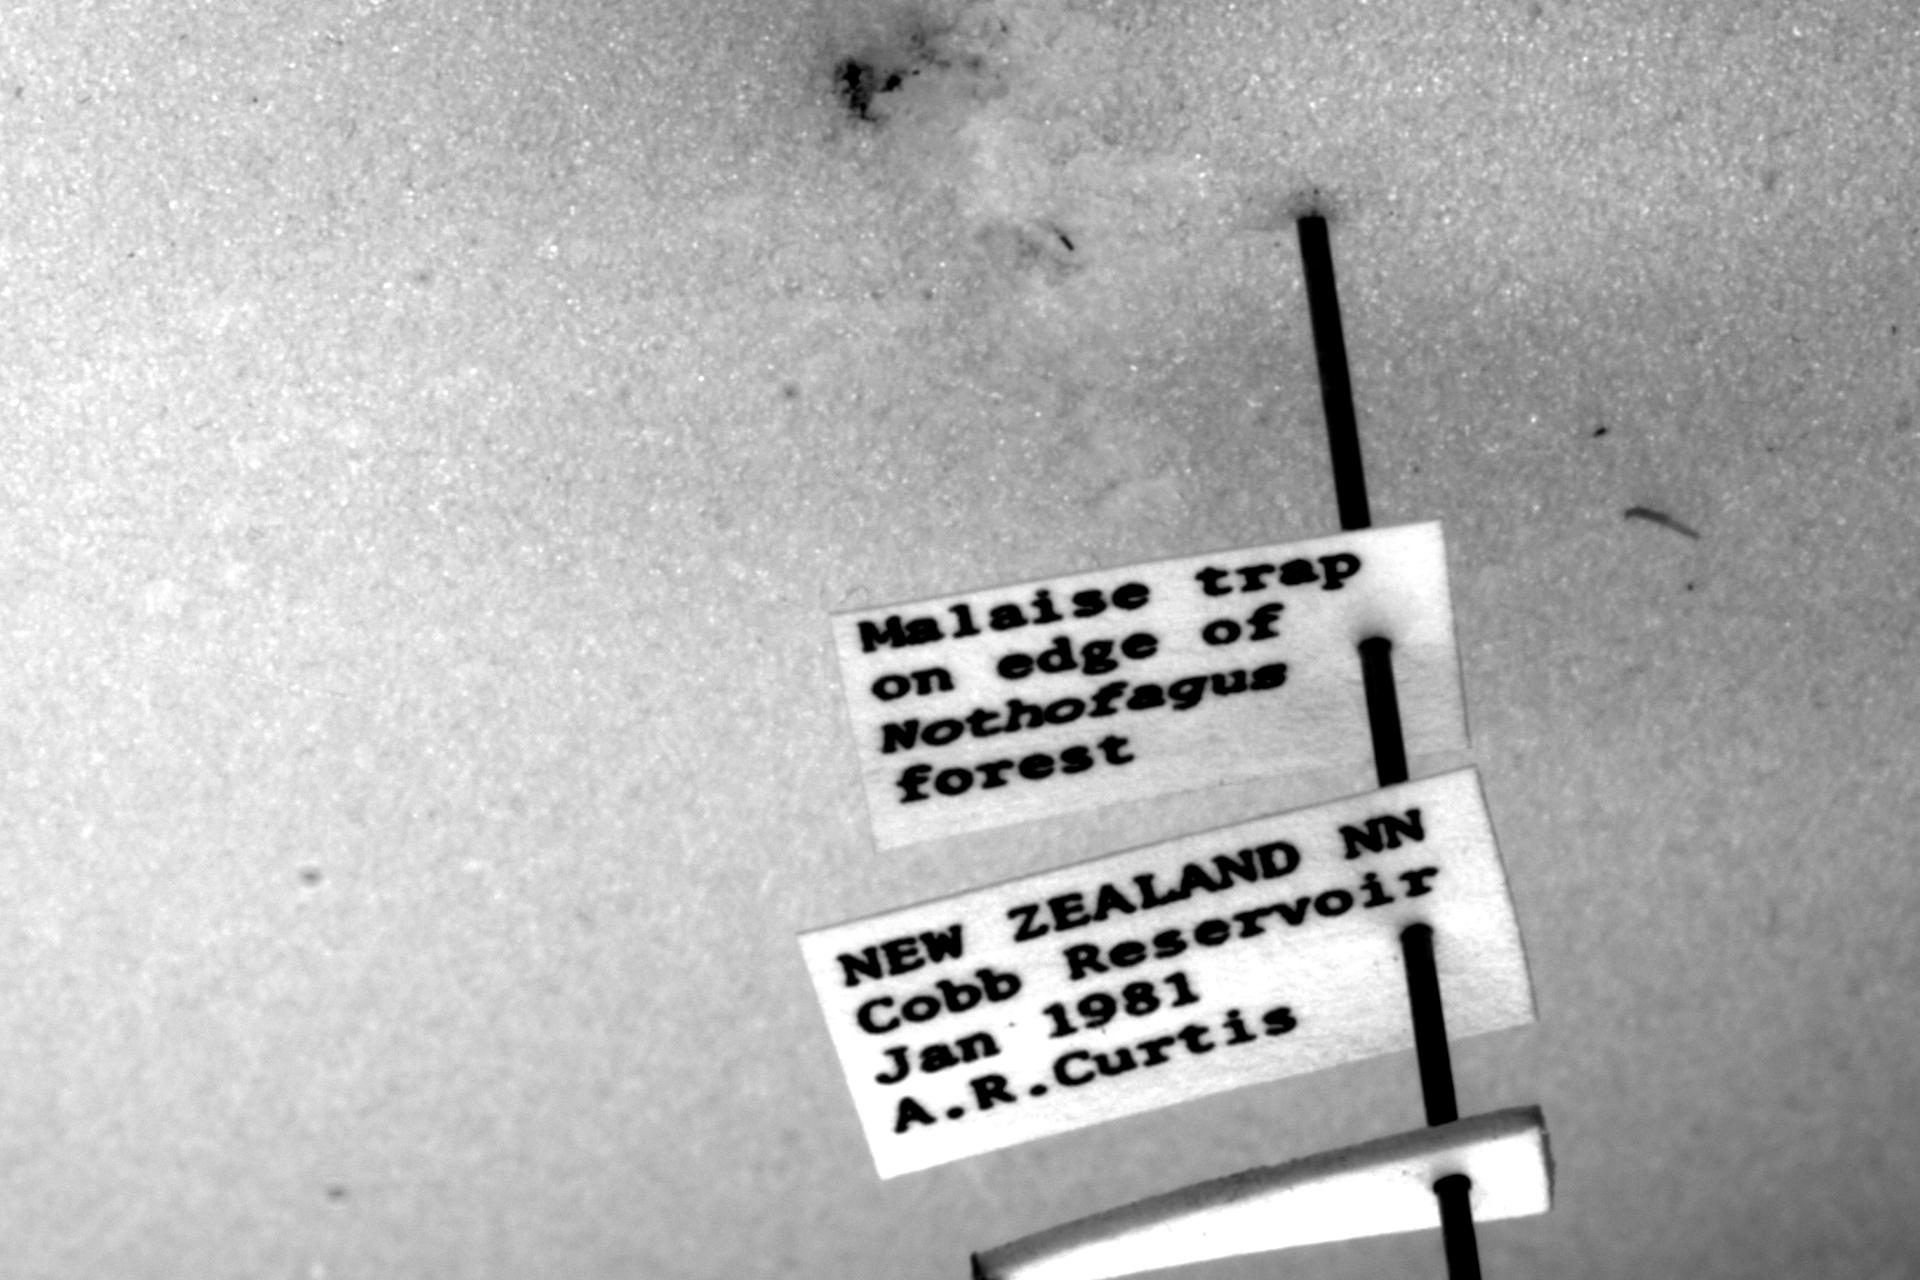 Malaise trap
on edge of
Nothofagus
forest
NEW ZEALAND NN
Cobb Reservoir
Jan 1981
A.R.Curtis